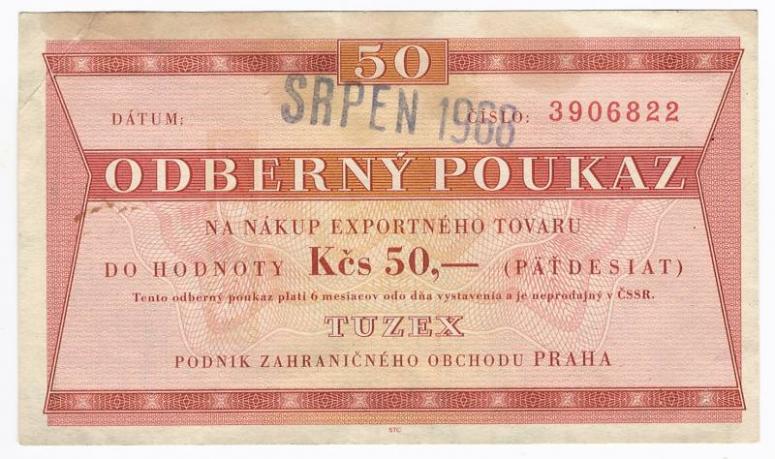 50
SRPEN 1968
DÁTUM:
ČÍSLO: 3906822
ODBERNÝ POUKAZ
NA NÁKUP EXPORTNÉHO TOVARU
DO HODNOTY Kčs 50,— (PÄŤDESIAT)
Tento odberný poukaz platí 6 mesiacov odo dňa vystavenia a je nepredajný v ČSSR.
TUZEX
PODNIK ZAHRANIČNÉHO OBCHODU PRAHA
STC